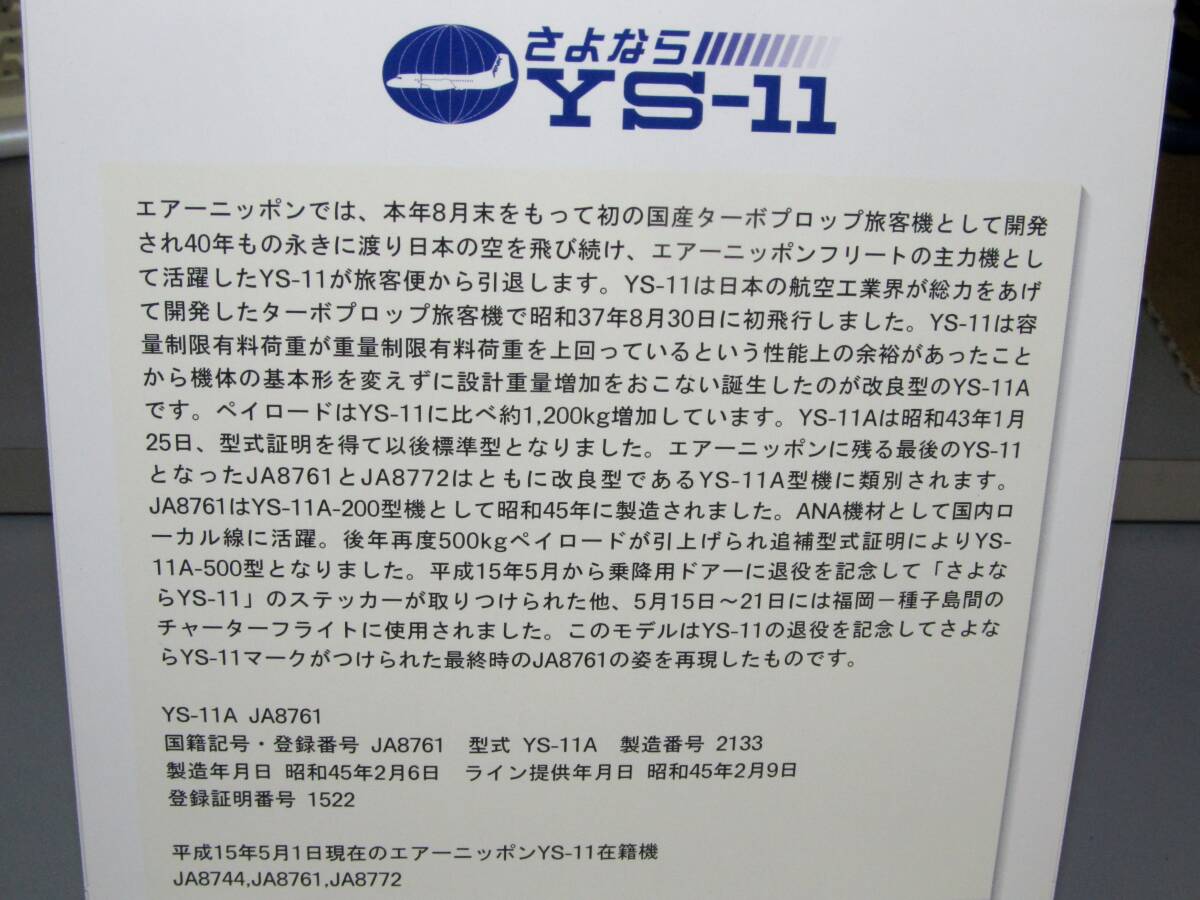 さよなら
YS-11
エアーニッポンでは、本年8月末をもって初の国産ターボプロップ旅客機として開発
され40年もの永きに渡り日本の空を飛び続け、エアーニッポンフリートの主力機とし
て活躍したYS-11が旅客便から引退します。YS-11は日本の航空工業界が総力をあげ
て開発したターボプロップ旅客機で昭和37年8月30日に初飛行しました。YS-11は容
量制限有料荷重が重量制限有料荷重を上回っているという性能上の余裕があったこと
から機体の基本形を変えずに設計重量増加をおこない誕生したのが改良型のYS-11A
です。ペイロードはYS-11に比べ約1,200kg増加しています。YS-11Aは昭和43年1月
25日、型式証明を得て以後標準型となりました。エアーニッポンに残る最後のYS-11
となったJA8761とJA8772はともに改良型であるYS-11A型機に類別されます。
JA8761はYS-11A-200型機として昭和45年に製造されました。ANA機材として国内ロ
ーカル線に活躍。後年再度500kgペイロードが引上げられ追補型式証明によりYS-
11A-500型となりました。平成15年5月から乗降用ドアーに退役を記念して「さよな
らYS-11」のステッカーが取りつけられた他、5月15日～21日には福岡－種子島間の
チャーターフライトに使用されました。このモデルはYS-11の退役を記念してさよな
らYS-11マークがつけられた最終時のJA8761の姿を再現したものです。
YS-11A JA8761
国籍記号・登録番号 JA8761 型式 YS-11A 製造番号 2133
製造年月日 昭和45年2月6日 ライン提供年月日 昭和45年2月9日
登録証明番号 1522
平成15年5月1日現在のエアーニッポンYS-11在籍機
JA8744,JA8761,JA8772